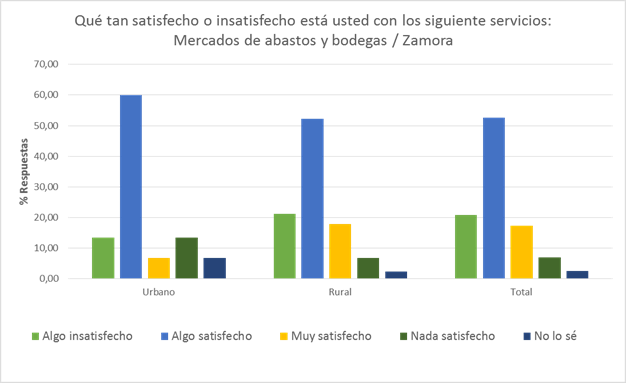 Qué tan satisfecho o insatisfecho está usted con los siguiente servicios:
Mercados de abastos y bodegas / Zamora
70,00
60,00
50,00
40,00
30,00
20,00
10,00
0,00
% Respuestas
Urbano Rural Total
Algo insatisfecho Algo satisfecho Muy satisfecho Nada satisfecho No lo sé